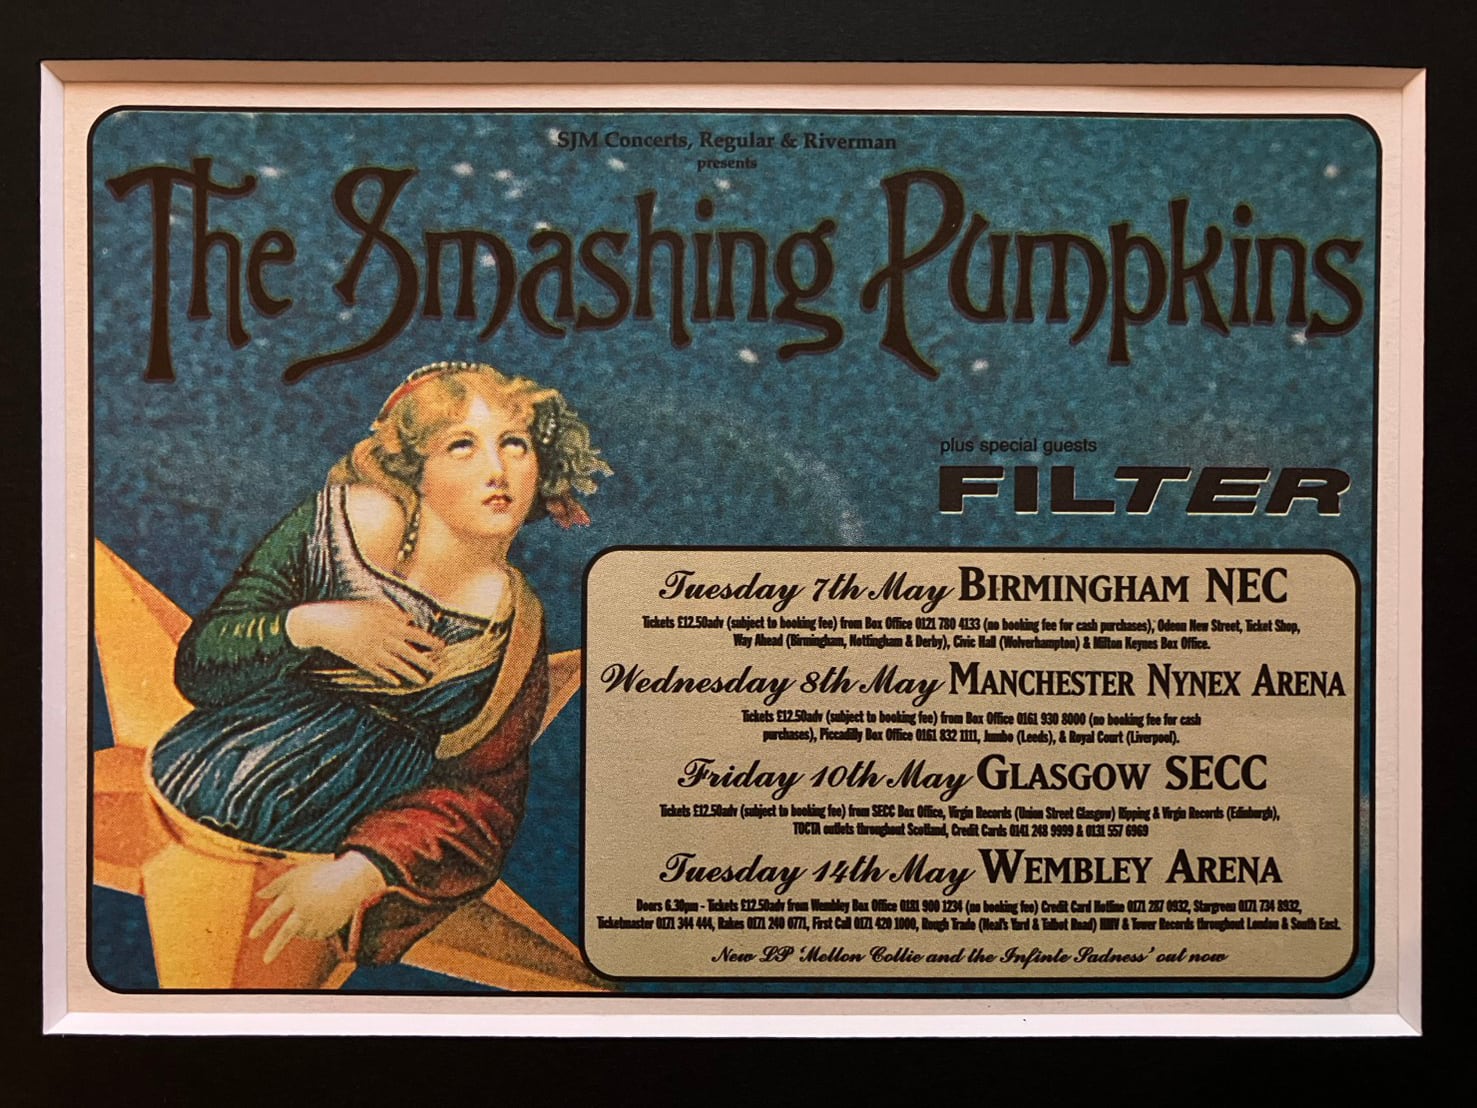 SJM Concerts, Regular & Riverman
presents
The Smashing Pumpkins
plus special guests
FILTER
Tuesday 7th May BIRMINGHAM NEC
Tickets £12.50adv (subject to booking fee) from Box Office 0121 780 4133 (no booking fee for cash purchases), Odeon New Street, Ticket Shop,
Way Ahead (Birmingham, Nottingham & Derby), Civic Hall (Wolverhampton) & Milton Keynes Box Office.
Wednesday 8th May MANCHESTER NYNEX ARENA
Tickets £12.50adv (subject to booking fee) from Box Office 0161 930 8000 (no booking fee for cash
purchases), Piccadilly Box Office 0161 832 1111, Jumbo (Leeds), & Royal Court (Liverpool).
Friday 10th May GLASGOW SECC
Tickets £12.50adv (subject to booking fee) from SECC Box Office, Virgin Records (Union Street Glasgow) Ripping & Virgin Records (Edinburgh),
TOCTA outlets throughout Scotland, Credit Cards 0141 248 9999 & 0131 557 6969
Tuesday 14th May WEMBLEY ARENA
Doors 6.30pm - Tickets £12.50adv from Wembley Box Office 0181 900 1234 (no booking fee) Credit Card Hotline 0171 287 0932, Stargreen 0171 734 8932,
Ticketmaster 0171 344 444, Rakes 0171 240 0771, First Call 0171 420 1000, Rough Trade (Neal's Yard & Talbot Road) HMV & Tower Records throughout London & South East.
New LP 'Mellon Collie and the Infinte Sadness' out now